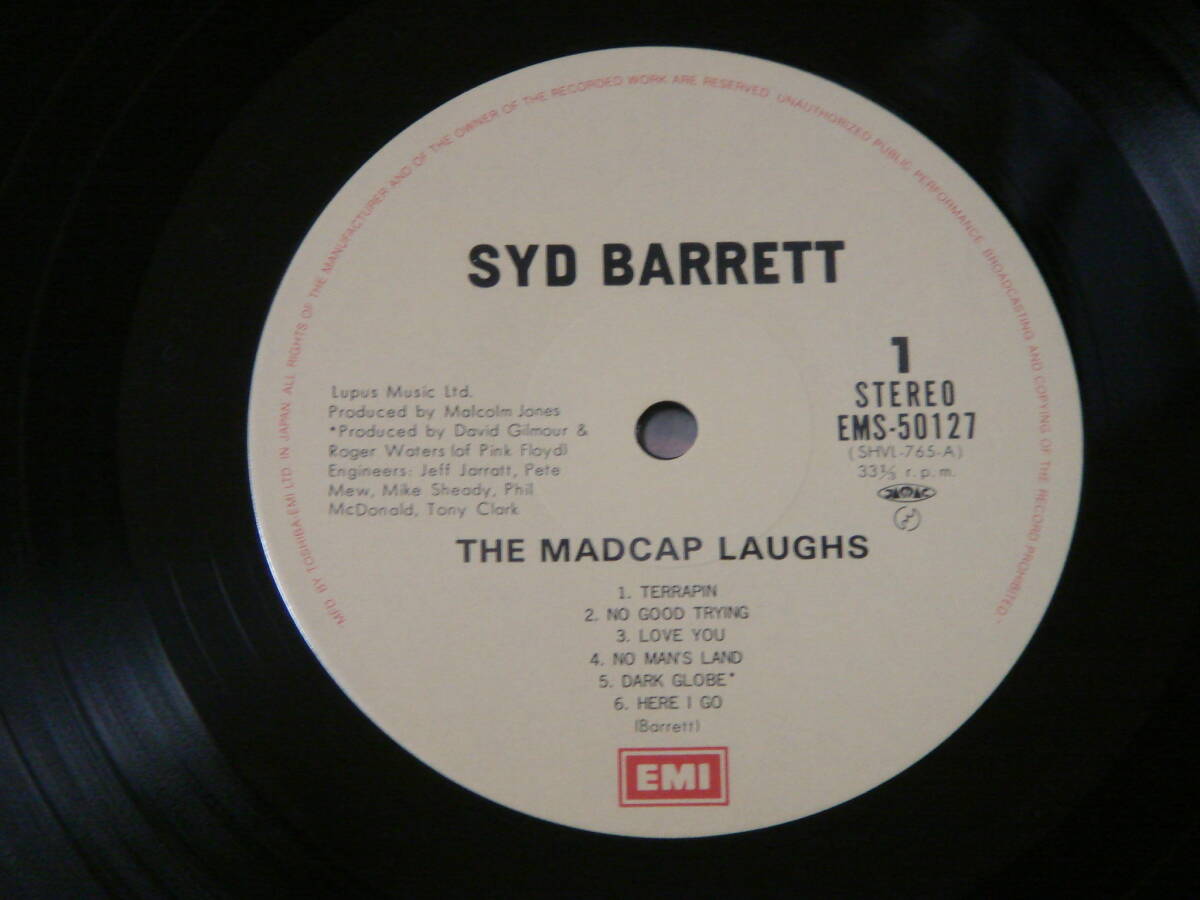 "MFD. BY TOSHIBA-EMI LTD. IN JAPAN. ALL RIGHTS OF THE MANUFACTURER AND OF THE OWNER OF THE RECORDED WORK ARE RESERVED. UNAUTHORIZED PUBLIC PERFORMANCE, BROADCASTING AND COPYING OF THE RECORD PROHIBITED."
SYD BARRETT
Lupus Music Ltd.
Produced by Malcolm Jones
*Produced by David Gilmour &
Roger Waters (of Pink Floyd)
Engineers: Jeff Jarratt, Pete
Mew, Mike Sheady, Phil
McDonald, Tony Clark
1
STEREO
EMS-50127
(SHVL-765-A)
33⅓ r.p.m.
THE MADCAP LAUGHS
1. TERRAPIN
2. NO GOOD TRYING
3. LOVE YOU
4. NO MAN'S LAND
5. DARK GLOBE*
6. HERE I GO
(Barrett)
EMI